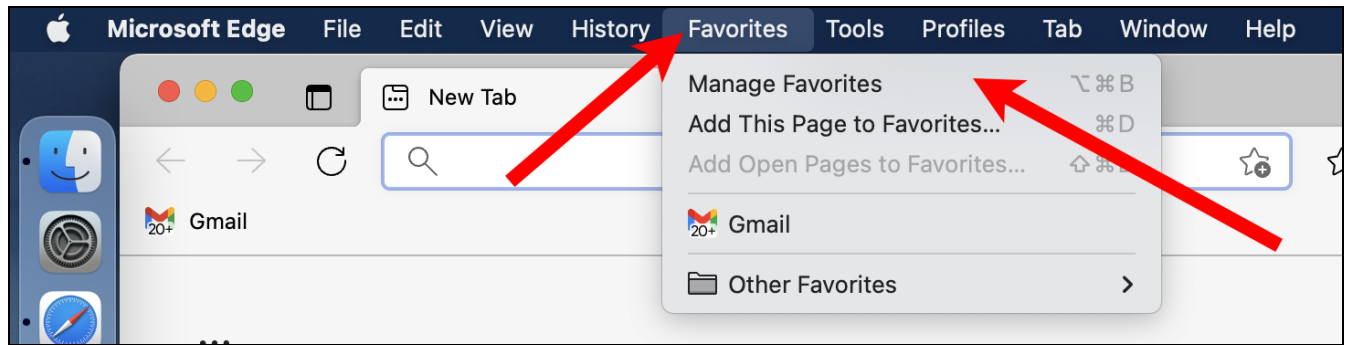 Microsoft Edge File Edit View History Favorites Tools Profiles Tab Window Help
New Tab
Manage Favorites ⌥⌘B
Add This Page to Favorites... ⌘D
Add Open Pages to Favorites... ⇧⌘
20+ Gmail
20+ Gmail
Other Favorites